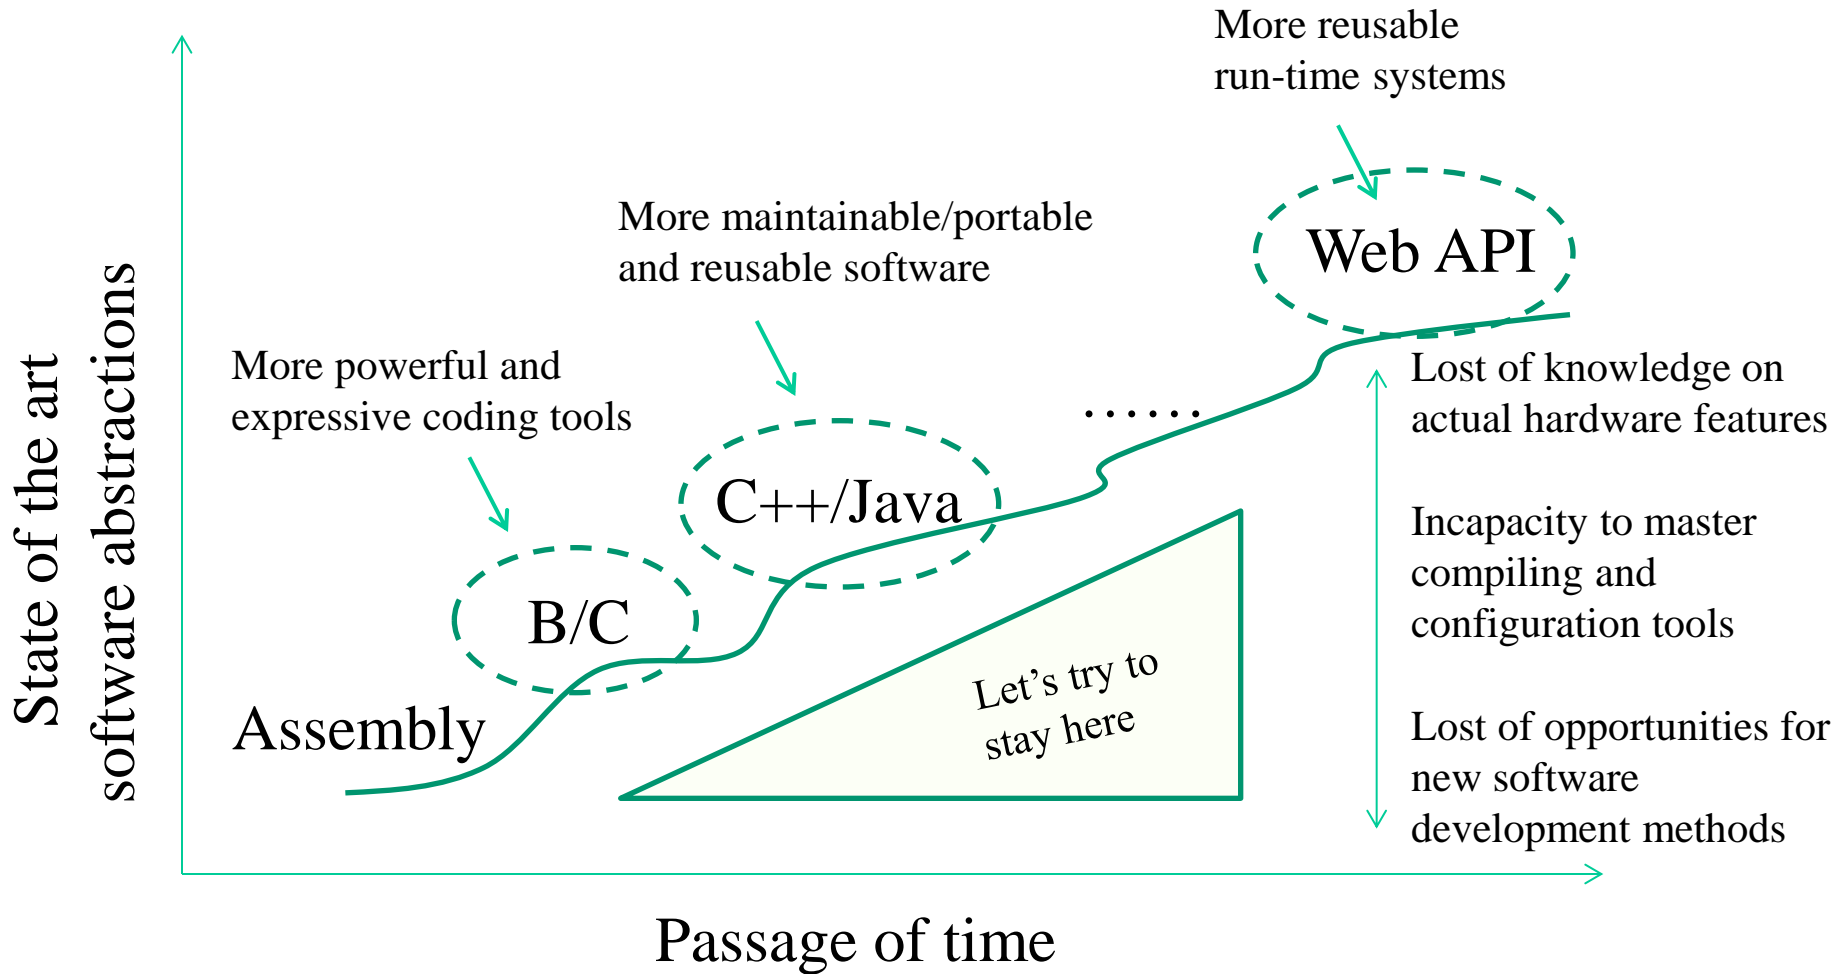 More reusable
run-time systems
More maintainable/portable
and reusable software
Web API
More powerful and
expressive coding tools
......
C++/Java
B/C
Assembly
Let’s try to
stay here
Lost of knowledge on
actual hardware features
Incapacity to master
compiling and
configuration tools
Lost of opportunities for
new software
development methods
State of the art
software abstractions
Passage of time